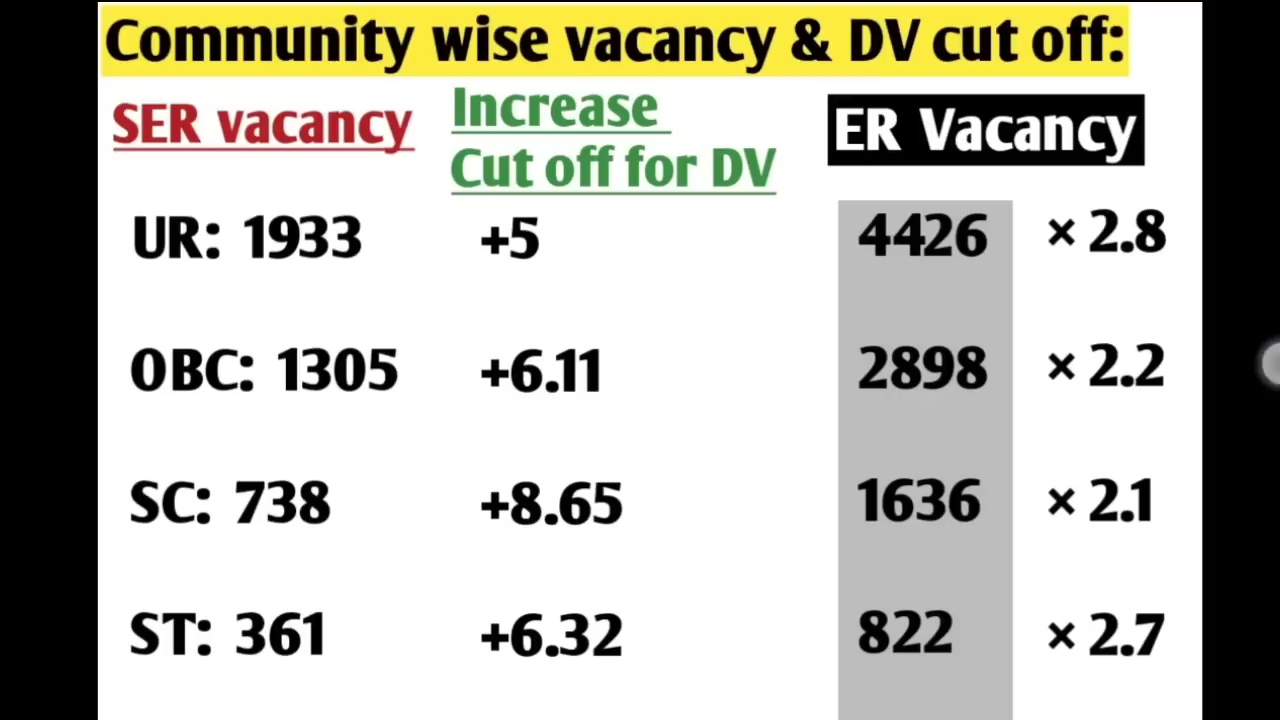 Community wise vacancy & DV cut off:
SER vacancy
Increase
Cut off for DV
ER Vacancy
UR: 1933 +5 4426 × 2.8
OBC: 1305 +6.11 2898 × 2.2
SC: 738 +8.65 1636 × 2.1
ST: 361 +6.32 822 × 2.7